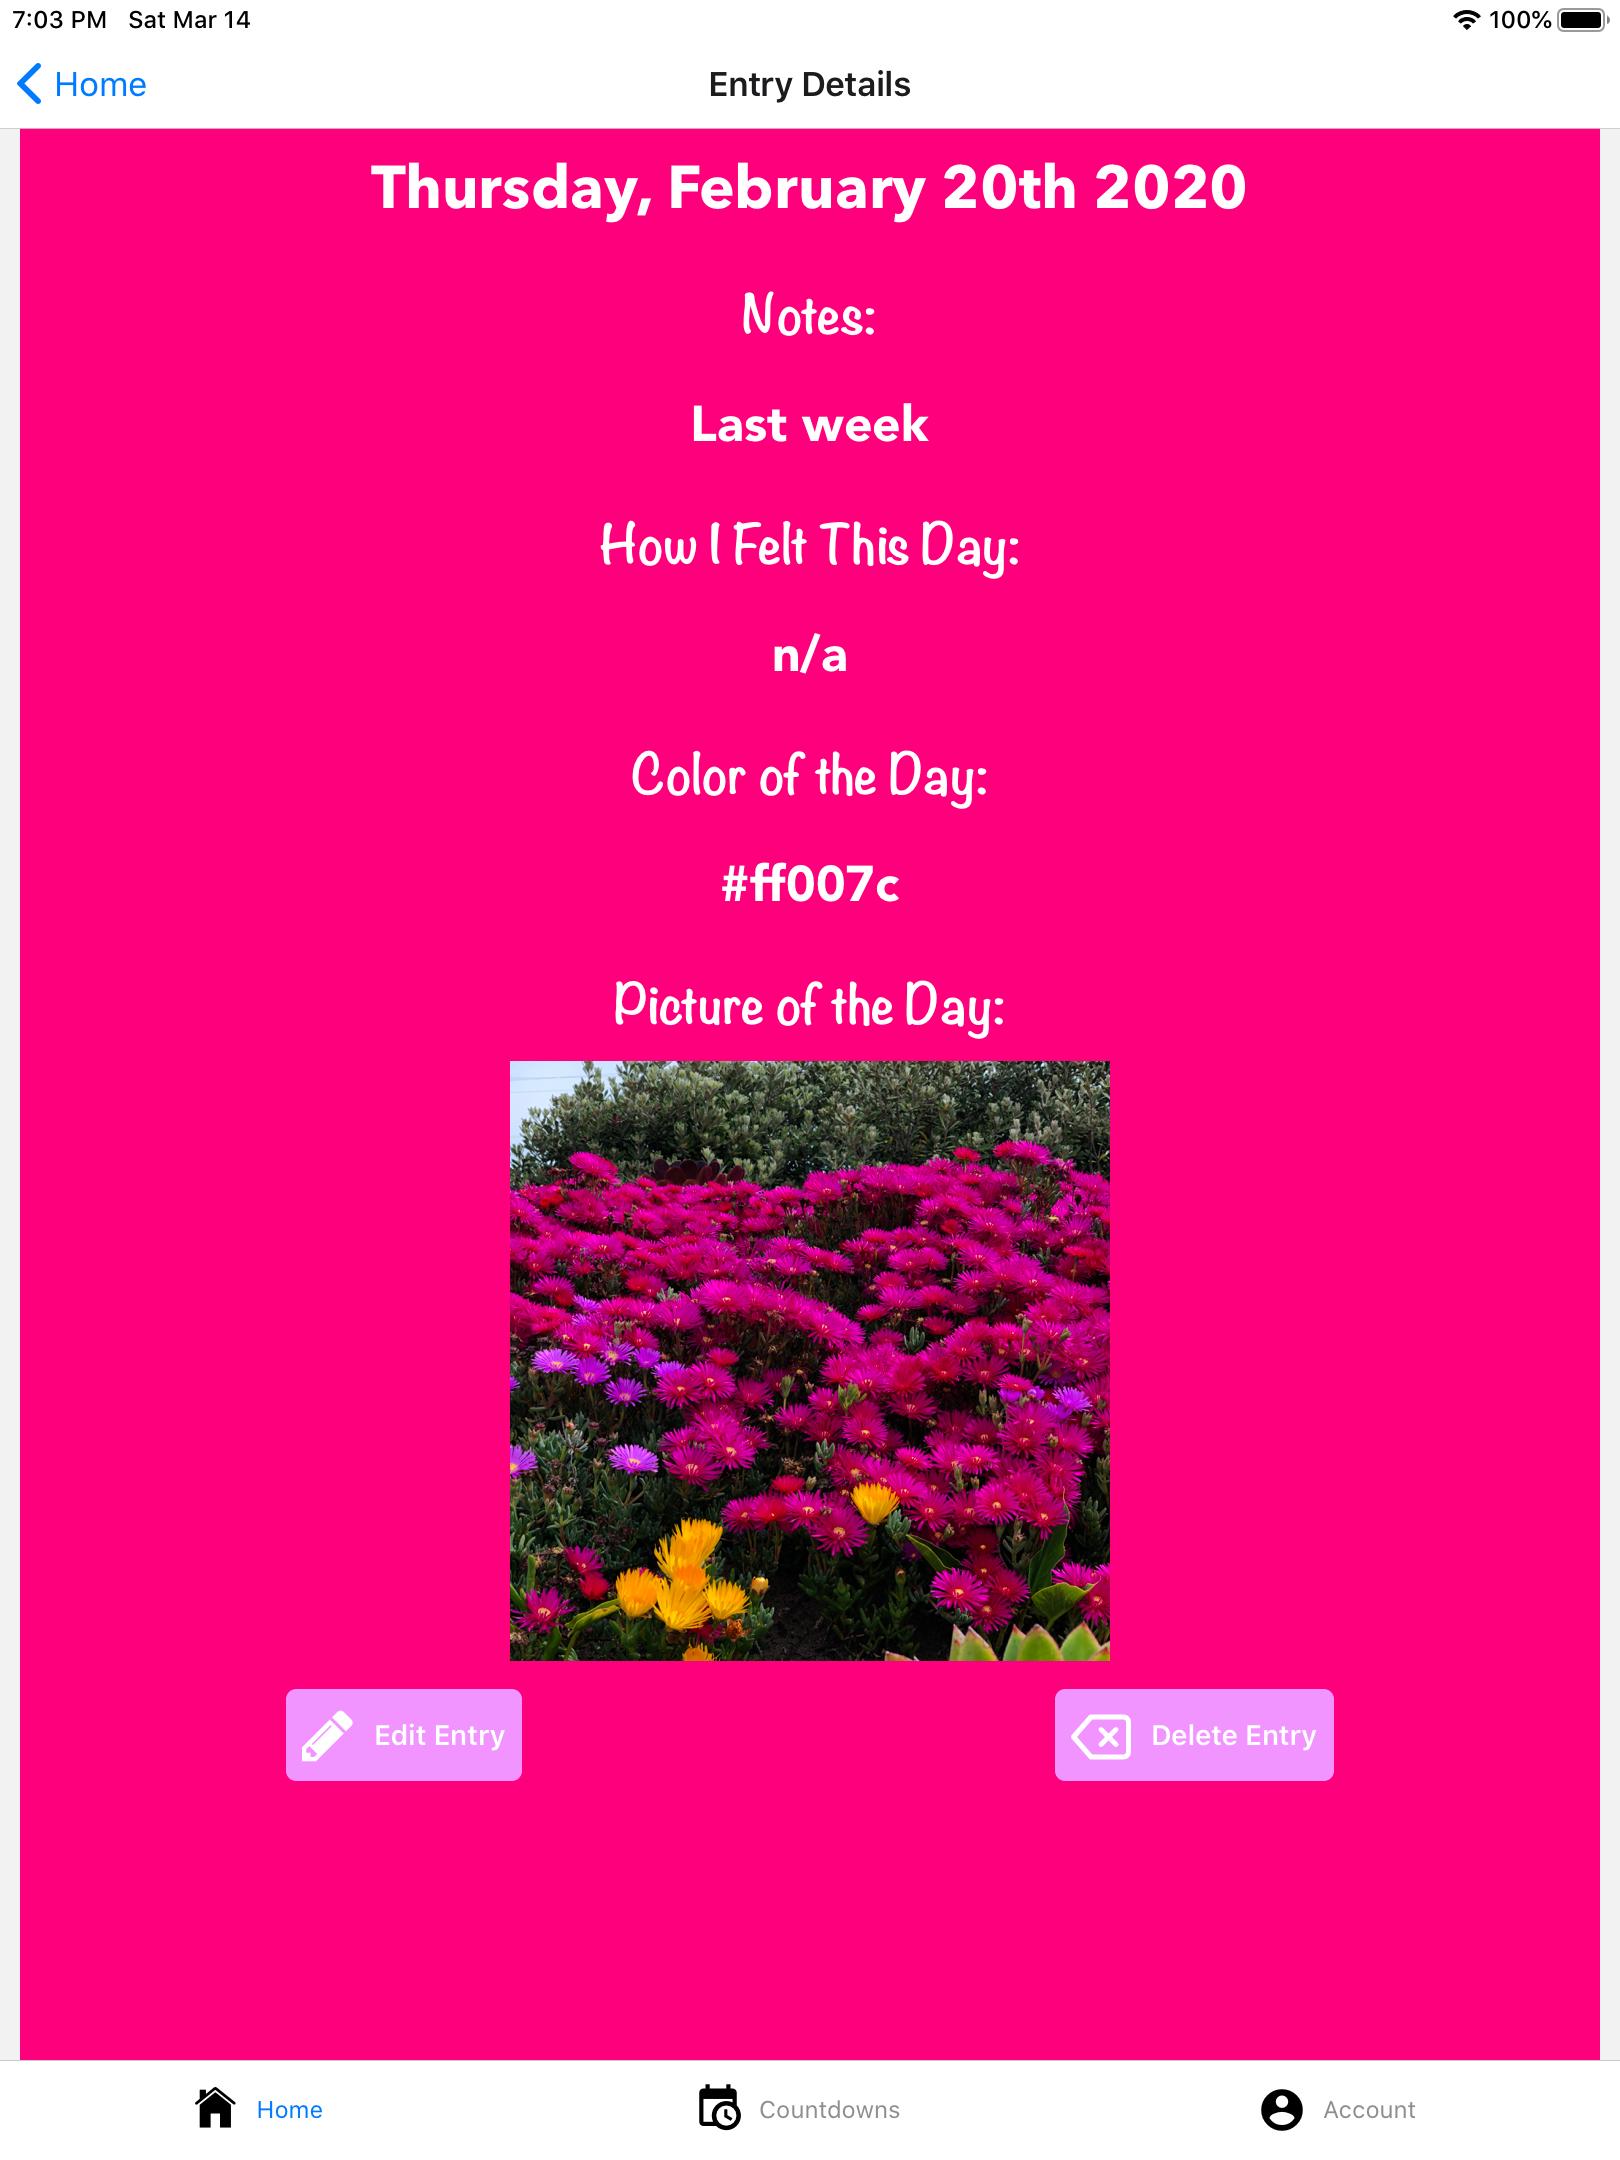 7:03 PM Sat Mar 14 100%
Home Entry Details
Thursday, February 20th 2020
Notes:
Last week
How I Felt This Day:
n/a
Color of the Day:
#ff007c
Picture of the Day:
Edit Entry Delete Entry
Home Countdowns Account